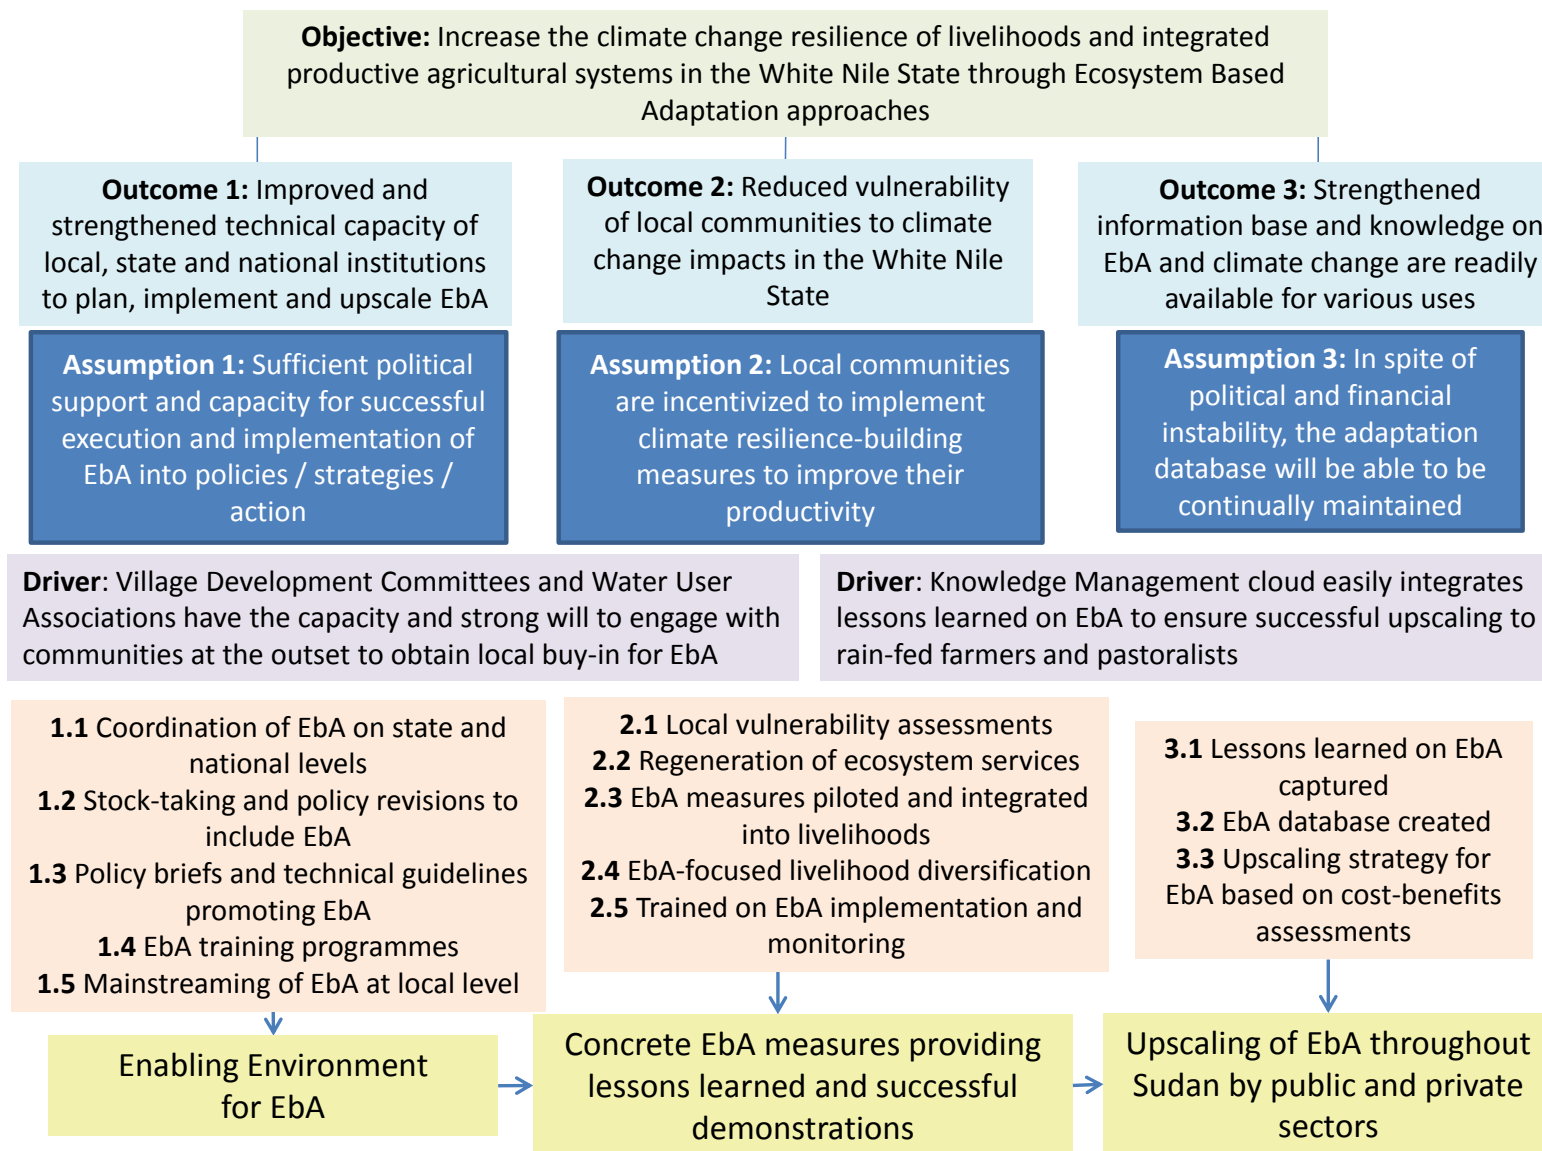 Objective: Increase the climate change resilience of livelihoods and integrated
productive agricultural systems in the White Nile State through Ecosystem Based
Adaptation approaches
Outcome 1: Improved and
strengthened technical capacity of
local, state and national institutions
to plan, implement and upscale EbA
Outcome 2: Reduced vulnerability
of local communities to climate
change impacts in the White Nile
State
Outcome 3: Strengthened
information base and knowledge on
EbA and climate change are readily
available for various uses
Assumption 1: Sufficient political
support and capacity for successful
execution and implementation of
EbA into policies / strategies /
action
Assumption 2: Local communities
are incentivized to implement
climate resilience-building
measures to improve their
productivity
Assumption 3: In spite of
political and financial
instability, the adaptation
database will be able to be
continually maintained
Driver: Village Development Committees and Water User
Associations have the capacity and strong will to engage with
communities at the outset to obtain local buy-in for EbA
Driver: Knowledge Management cloud easily integrates
lessons learned on EbA to ensure successful upscaling to
rain-fed farmers and pastoralists
1.1 Coordination of EbA on state and
national levels
1.2 Stock-taking and policy revisions to
include EbA
1.3 Policy briefs and technical guidelines
promoting EbA
1.4 EbA training programmes
1.5 Mainstreaming of EbA at local level
2.1 Local vulnerability assessments
2.2 Regeneration of ecosystem services
2.3 EbA measures piloted and integrated
into livelihoods
2.4 EbA-focused livelihood diversification
2.5 Trained on EbA implementation and
monitoring
3.1 Lessons learned on EbA
captured
3.2 EbA database created
3.3 Upscaling strategy for
EbA based on cost-benefits
assessments
Enabling Environment
for EbA
Concrete EbA measures providing
lessons learned and successful
demonstrations
Upscaling of EbA throughout
Sudan by public and private
sectors